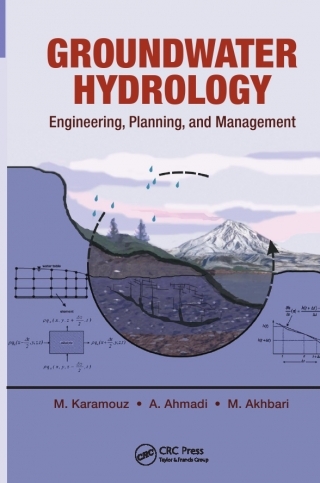 GROUNDWATER
HYDROLOGY
Engineering, Planning, and Management
M. Karamouz • A. Ahmadi • M. Akhbari
CRC Press
Taylor & Francis Group